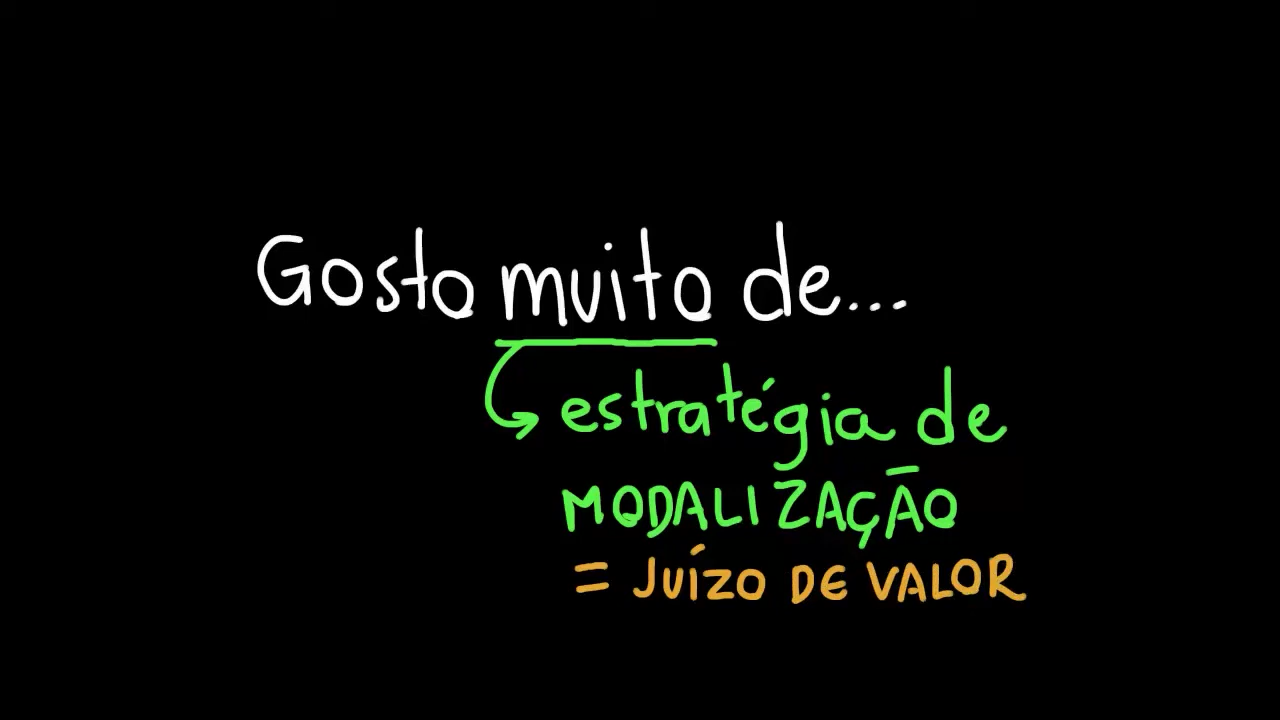 Gosto muito de...
estratégia de
MODALIZAÇÃO
= JUÍZO DE VALOR